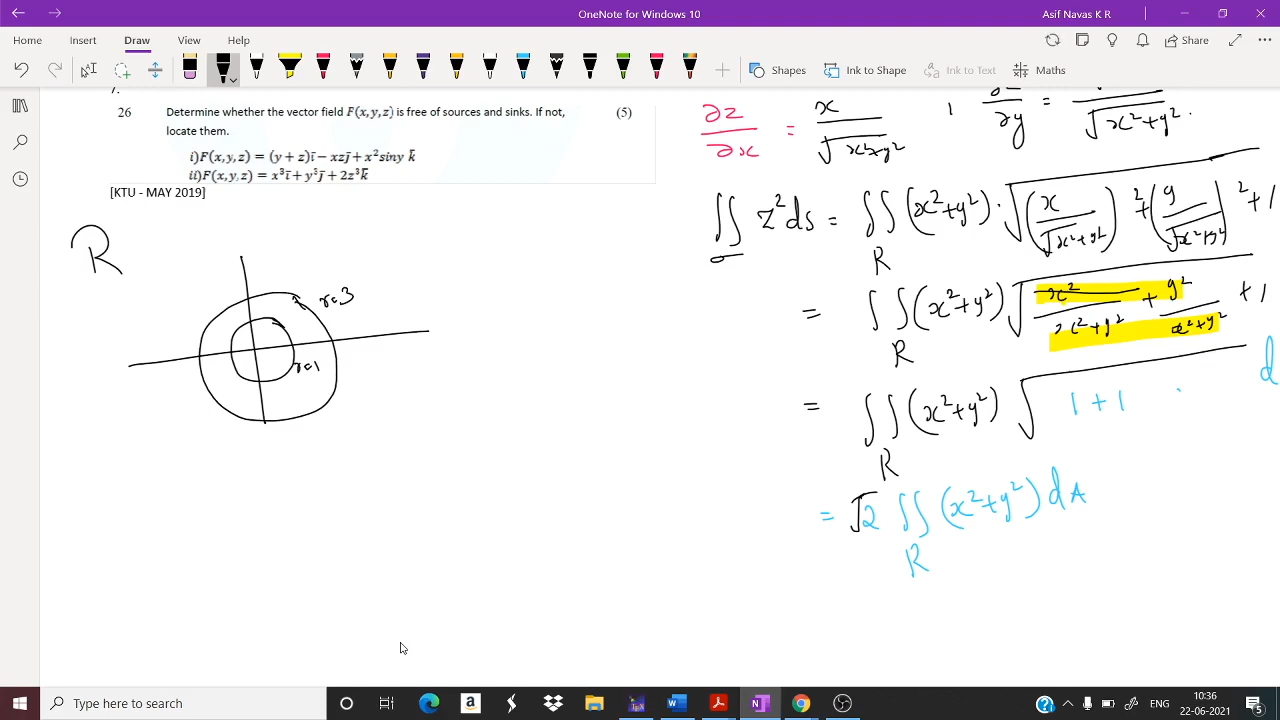 OneNote for Windows 10
Asif Navas K R
Home Insert Draw View Help
Share
Shapes Ink to Shape Ink to Text Maths
7.
26 Determine whether the vector field F(x,y,z) is free of sources and sinks. If not, (5)
locate them.
i)F(x,y,z) = (y + z)ī − xzj̄ + x²siny k̄
ii)F(x,y,z) = x³ī + y⁵j̄ + 2z³k̄
[KTU - MAY 2019]
R
r=3
r=1
∂z/∂x = x/√x²+y² , ∂z/∂y = /√x²+y².
∬σ z² ds = ∬R (x²+y²)·√(x/√x²+y²)² + (y/√x²+y²)² + 1
= ∬R (x²+y²) √x²/x²+y² + y²/x²+y² + 1
= ∬R (x²+y²) √1+1 d
= √2 ∬R (x²+y²) dA
Type here to search
10:36
22-06-2021
5